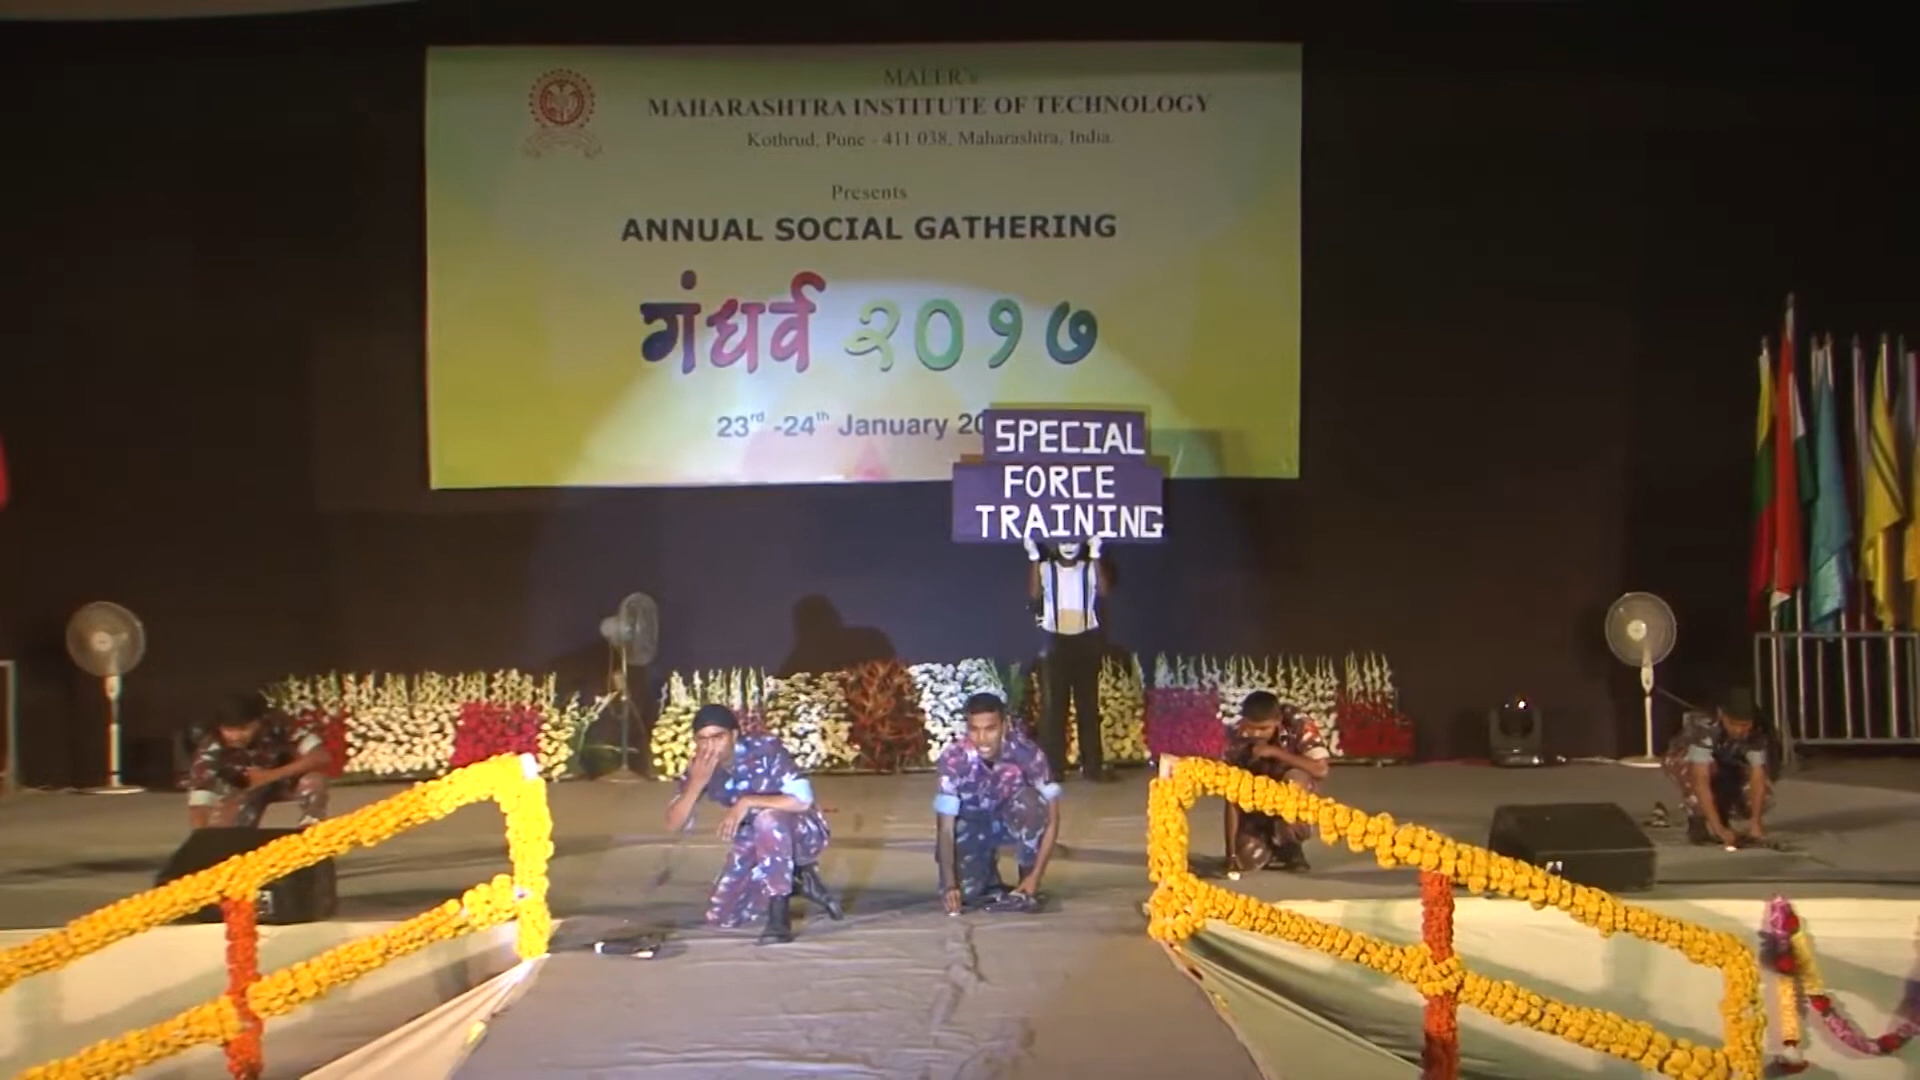 MAEER's
MAHARASHTRA INSTITUTE OF TECHNOLOGY
Kothrud, Pune - 411 038, Maharashtra, India.
Presents
ANNUAL SOCIAL GATHERING
गंधर्व २०१७
23rd -24th January 20
SPECIAL
FORCE
TRAINING